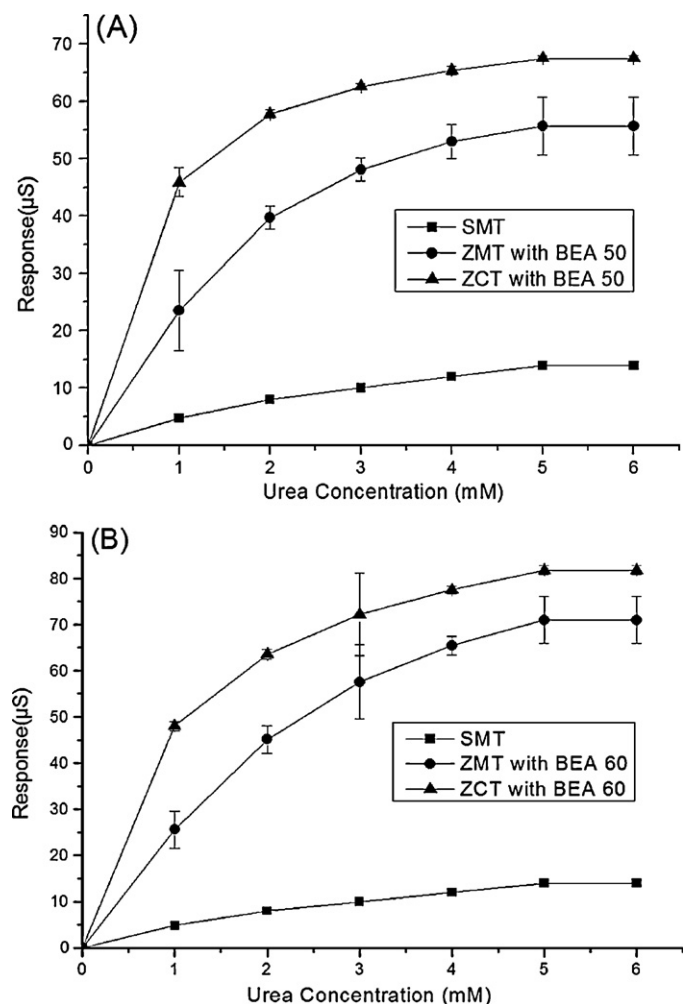 (A)
70
60
50
40
30
20
10
0
Response(µS)
SMT
ZMT with BEA 50
ZCT with BEA 50
0 1 2 3 4 5 6
Urea Concentration (mM)
(B)
90
80
70
60
50
40
30
20
10
0
Response(µS)
SMT
ZMT with BEA 60
ZCT with BEA 60
0 1 2 3 4 5 6
Urea Concentration (mM)